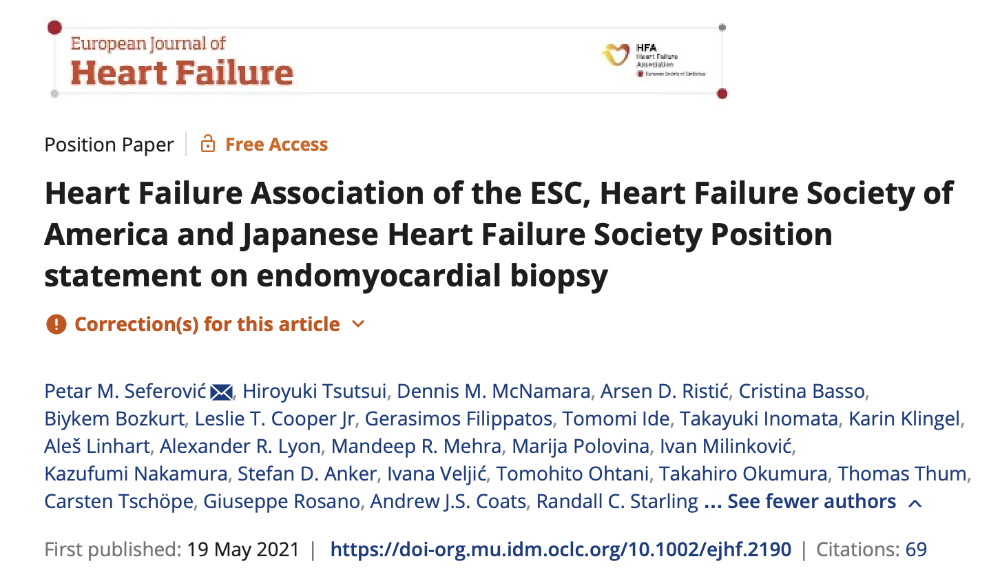 European Journal of
Heart Failure
HFA
Heart Failure
Association
European Society of Cardiology
Position Paper
Free Access
Heart Failure Association of the ESC, Heart Failure Society of
America and Japanese Heart Failure Society Position
statement on endomyocardial biopsy
Correction(s) for this article
Petar M. Seferović, Hiroyuki Tsutsui, Dennis M. McNamara, Arsen D. Ristić, Cristina Basso,
Biykem Bozkurt, Leslie T. Cooper Jr, Gerasimos Filippatos, Tomomi Ide, Takayuki Inomata, Karin Klingel,
Aleš Linhart, Alexander R. Lyon, Mandeep R. Mehra, Marija Polovina, Ivan Milinković,
Kazufumi Nakamura, Stefan D. Anker, Ivana Veljić, Tomohito Ohtani, Takahiro Okumura, Thomas Thum,
Carsten Tschöpe, Giuseppe Rosano, Andrew J.S. Coats, Randall C. Starling ... See fewer authors
First published: 19 May 2021 | https://doi-org.mu.idm.oclc.org/10.1002/ejhf.2190 | Citations: 69